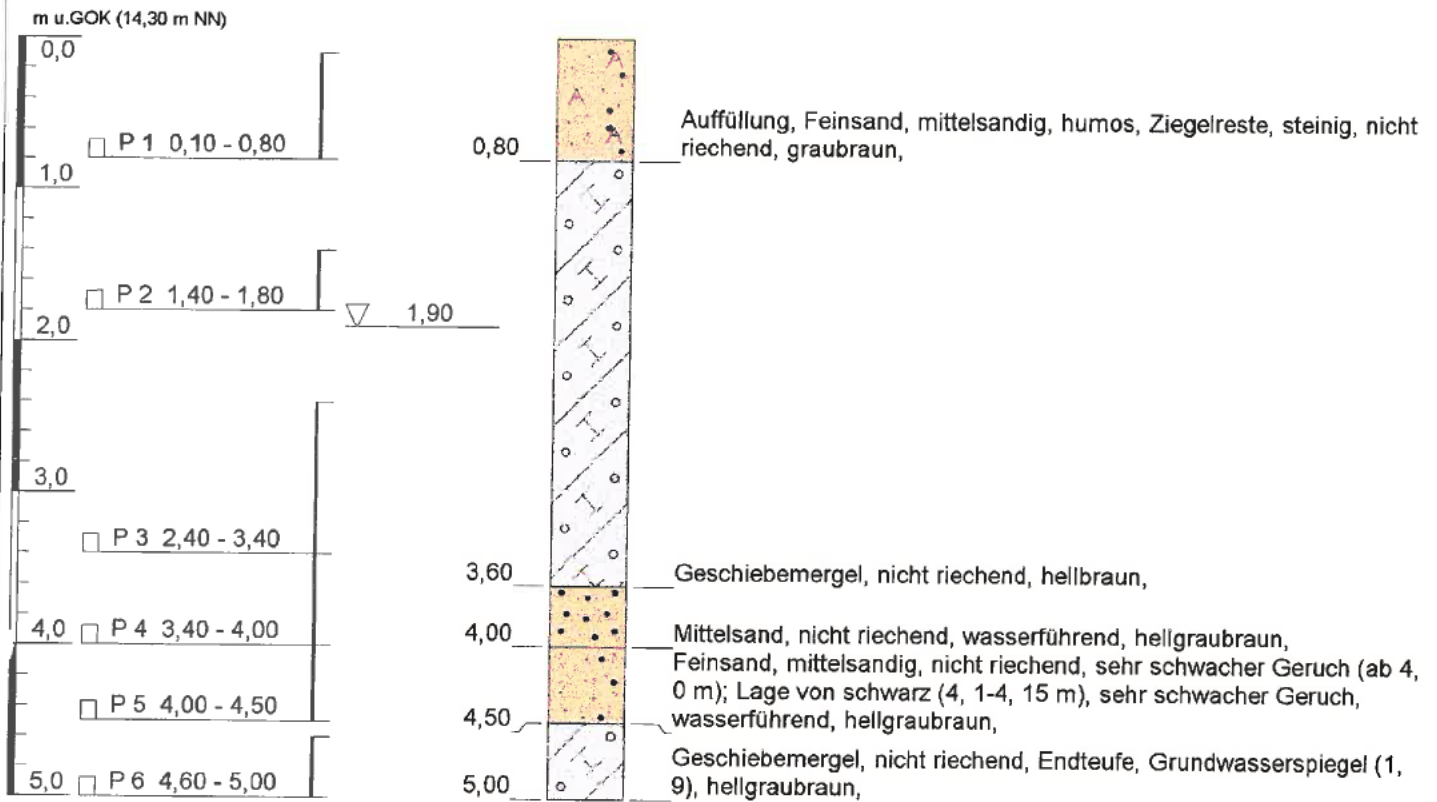 m u.GOK (14,30 m NN)
0,0
P 1 0,10 - 0,80
0,80
Auffüllung, Feinsand, mittelsandig, humos, Ziegelreste, steinig, nicht
riechend, graubraun,
A
A
A
1,0
P 2 1,40 - 1,80
1,90
2,0
3,0
P 3 2,40 - 3,40
3,60
Geschiebemergel, nicht riechend, hellbraun,
4,0
P 4 3,40 - 4,00
4,00
Mittelsand, nicht riechend, wasserführend, hellgraubraun,
Feinsand, mittelsandig, nicht riechend, sehr schwacher Geruch (ab 4,
0 m); Lage von schwarz (4, 1-4, 15 m), sehr schwacher Geruch,
wasserführend, hellgraubraun,
P 5 4,00 - 4,50
4,50
Geschiebemergel, nicht riechend, Endteufe, Grundwasserspiegel (1,
9), hellgraubraun,
5,0
P 6 4,60 - 5,00
5,00